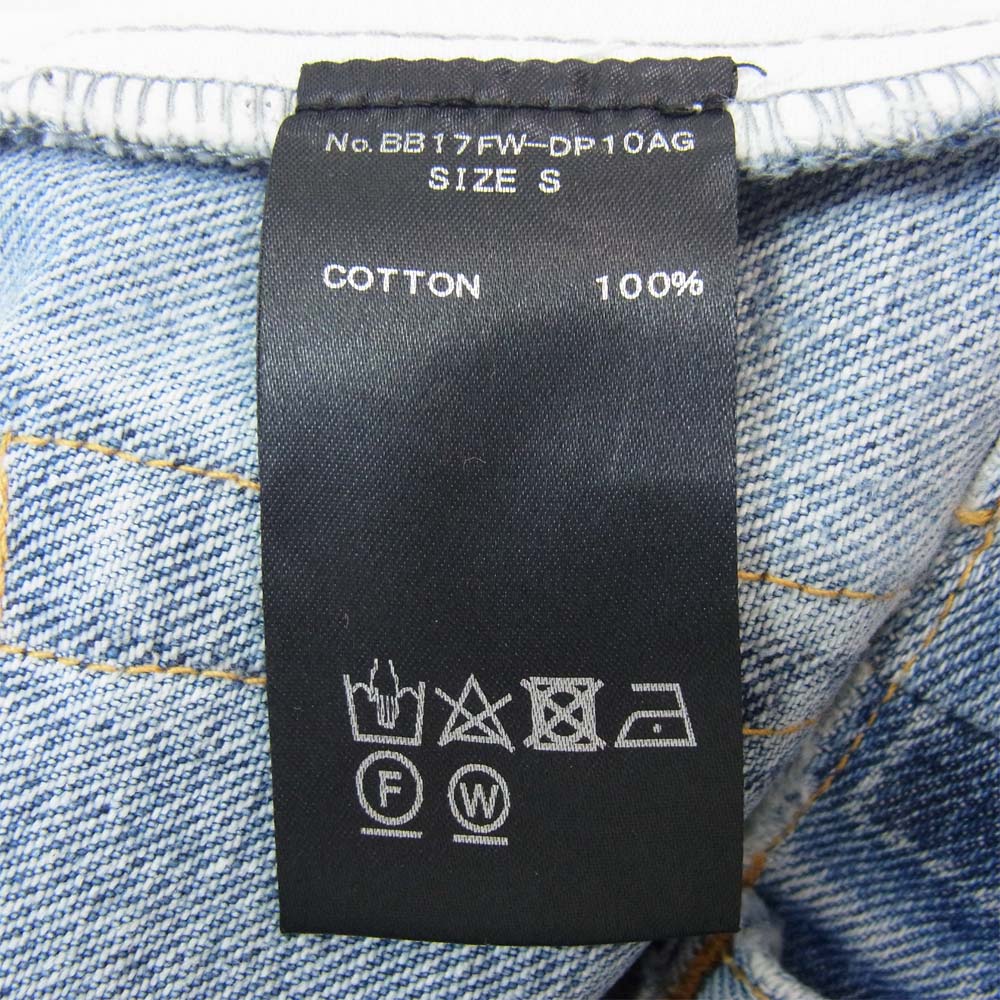 No.BB17FW-DP10AG
SIZE S
COTTON 100%
F W